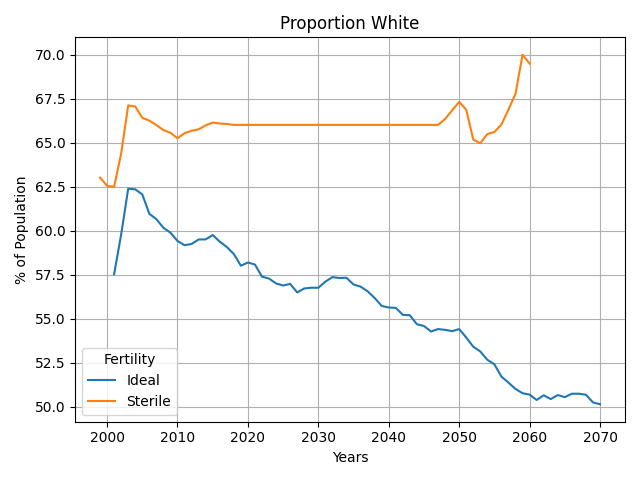 Proportion White
% of Population
70.0
67.5
65.0
62.5
60.0
57.5
55.0
52.5
50.0
Fertility
Ideal
Sterile
2000 2010 2020 2030 2040 2050 2060 2070
Years